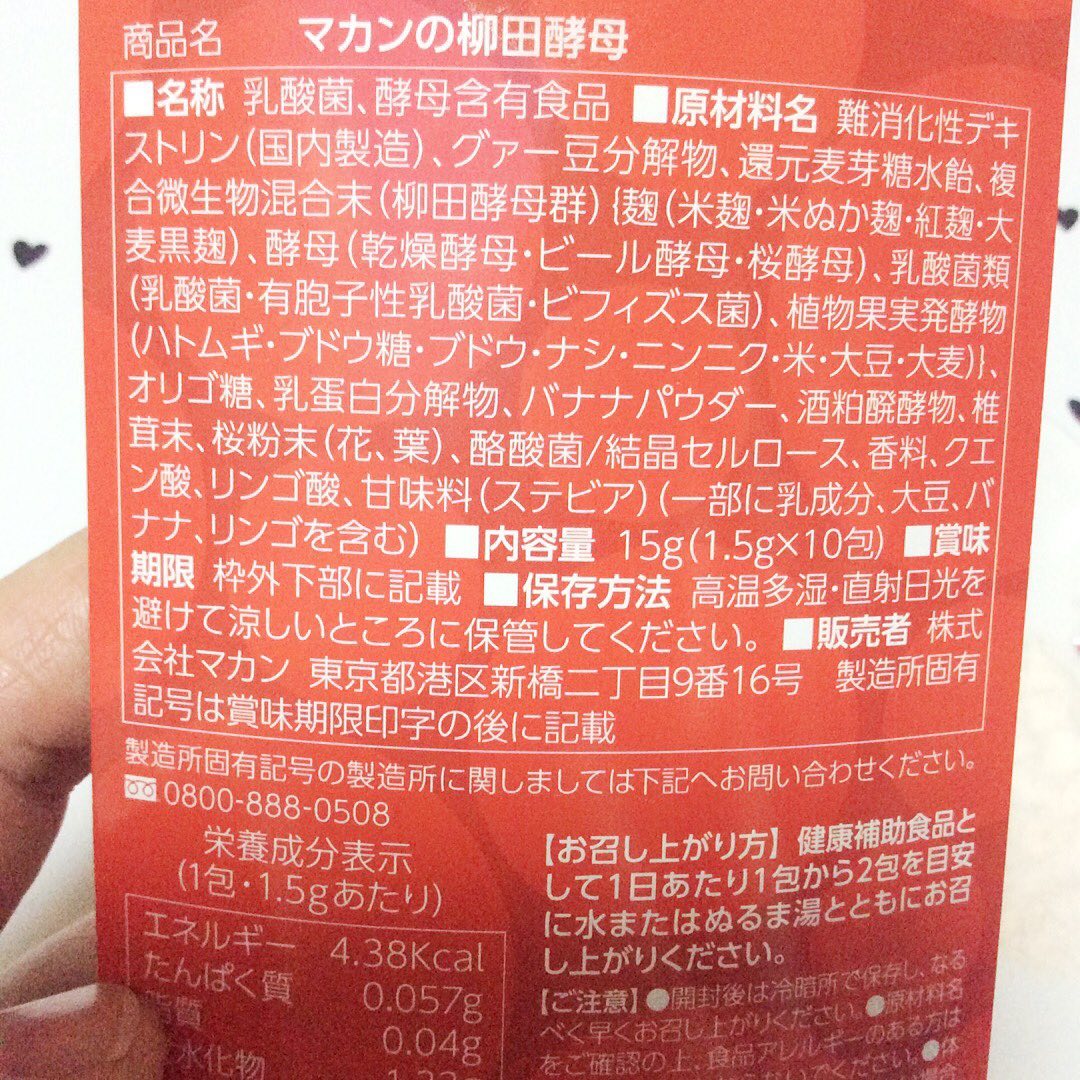 商品名 マカンの柳田酵母
■名称 乳酸菌、酵母含有食品 ■原材料名 難消化性デキ
ストリン(国内製造)、グァー豆分解物、還元麦芽糖水飴、複
合微生物混合末(柳田酵母群){麹(米麹・米ぬか麹・紅麹・大
麦黒麹)、酵母(乾燥酵母・ビール酵母・桜酵母)、乳酸菌類
(乳酸菌・有胞子性乳酸菌・ビフィズス菌)、植物果実発酵物
(ハトムギ・ブドウ糖・ブドウ・ナシ・ニンニク・米・大豆・大麦)}、
オリゴ糖、乳蛋白分解物、バナナパウダー、酒粕醗酵物、椎
茸末、桜粉末(花、葉)、酪酸菌/結晶セルロース、香料、クエ
ン酸、リンゴ酸、甘味料(ステビア)(一部に乳成分、大豆、バ
ナナ、リンゴを含む) ■内容量 15g(1.5g×10包) ■賞味
期限 枠外下部に記載 ■保存方法 高温多湿・直射日光を
避けて涼しいところに保管してください。 ■販売者 株式
会社マカン 東京都港区新橋二丁目9番16号 製造所固有
記号は賞味期限印字の後に記載
製造所固有記号の製造所に関しましては下記へお問い合わせください。
0800-888-0508
栄養成分表示
(1包・1.5gあたり)
エネルギー 4.38Kcal
たんぱく質 0.057g
脂質 0.04g
水化物
【お召し上がり方】健康補助食品と
して1日あたり1包から2包を目安
に水またはぬるま湯とともにお召
し上がりください。
【ご注意】●開封後は冷暗所で保存し、なる
べく早くお召し上がりください。●原材料名
をご確認の上、食品アレルギーのある方は